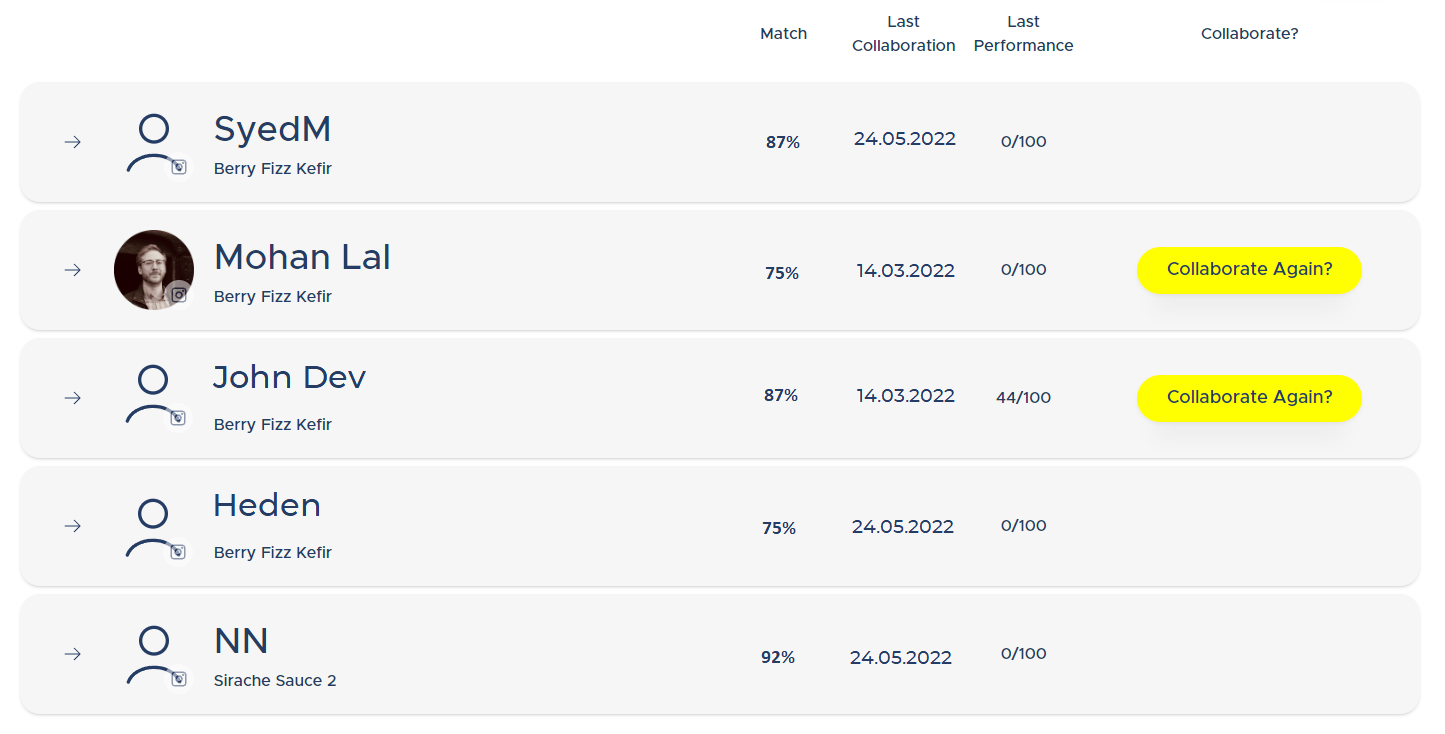 Match
Last
Collaboration
Last
Performance
Collaborate?
SyedM
Berry Fizz Kefir
87%
24.05.2022
0/100
Mohan Lal
Berry Fizz Kefir
75%
14.03.2022
0/100
Collaborate Again?
John Dev
Berry Fizz Kefir
87%
14.03.2022
44/100
Collaborate Again?
Heden
Berry Fizz Kefir
75%
24.05.2022
0/100
NN
Sirache Sauce 2
92%
24.05.2022
0/100